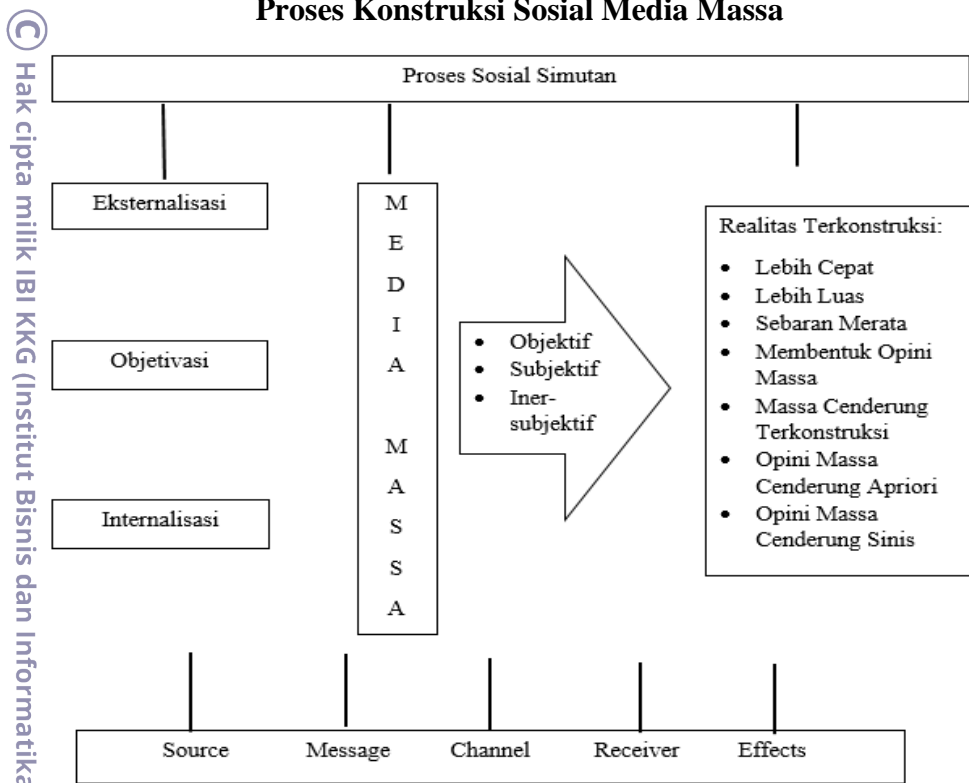 Proses Konstruksi Sosial Media Massa
Proses Sosial Simutan
Eksternalisasi
Objetivasi
Internalisasi
M
E
D
I
A
M
A
S
S
A
Objektif
Subjektif
Iner-
subjektif
Realitas Terkonstruksi:
Lebih Cepat
Lebih Luas
Sebaran Merata
Membentuk Opini
Massa
Massa Cenderung
Terkonstruksi
Opini Massa
Cenderung Apriori
Opini Massa
Cenderung Sinis
Source Message Channel Receiver Effects
© Hak cipta milik IBI KKG (Institut Bisnis dan Informatika